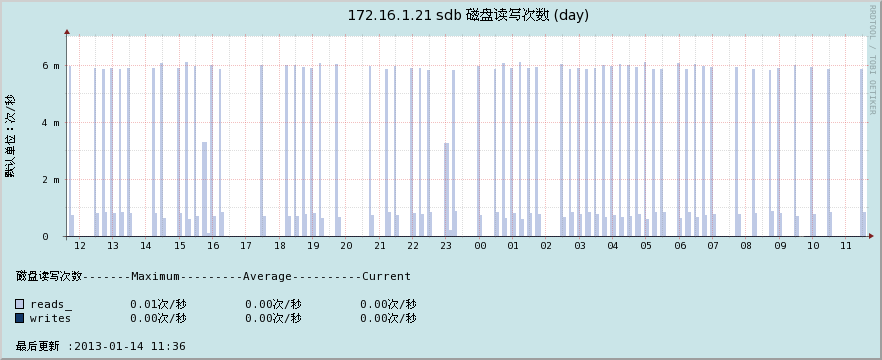 172.16.1.21 sdb 磁盘读写次数 (day)
RRDTOOL / TOBI OETIKER
默认单位：次/秒
6 m
4 m
2 m
0
12 13 14 15 16 17 18 19 20 21 22 23 00 01 02 03 04 05 06 07 08 09 10 11
磁盘读写次数-------Maximum---------Average----------Current
reads_ 0.01次/秒 0.00次/秒 0.00次/秒
writes 0.00次/秒 0.00次/秒 0.00次/秒
最后更新 :2013-01-14 11:36